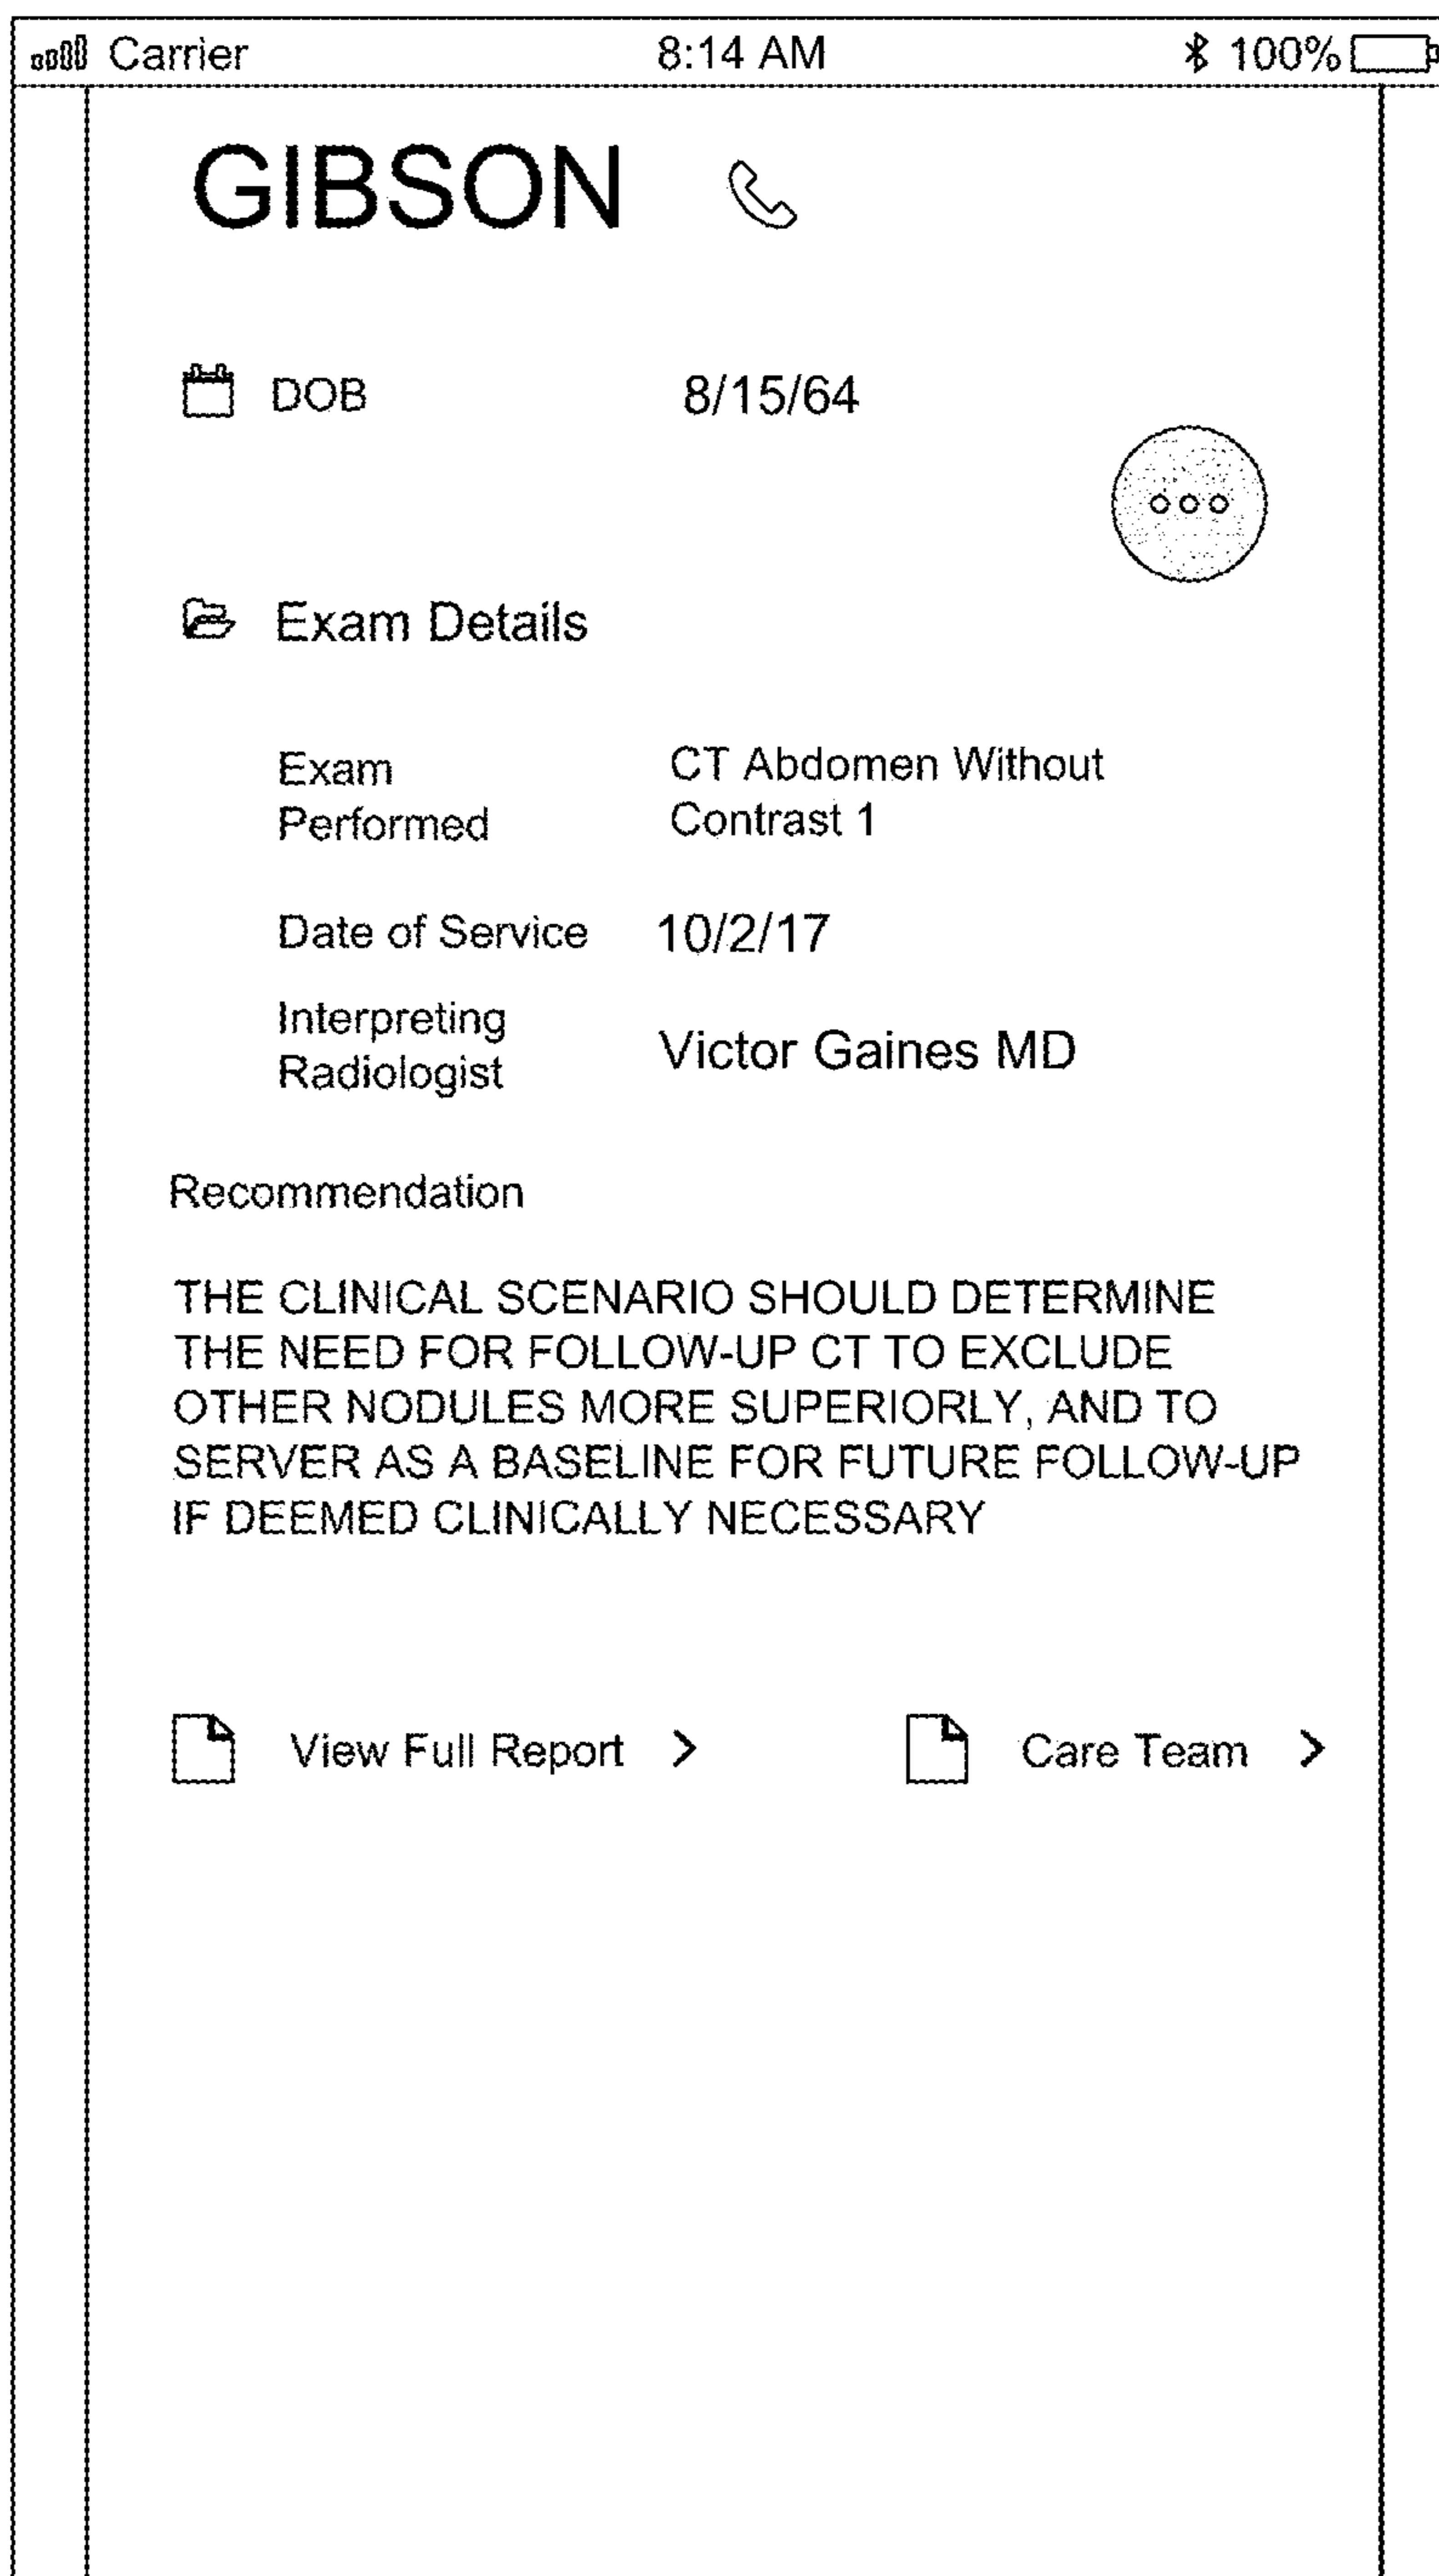 Carrier 8:14 AM 100%
GIBSON
DOB 8/15/64
Exam Details
Exam Performed CT Abdomen Without Contrast 1
Date of Service 10/2/17
Interpreting Radiologist Victor Gaines MD
Recommendation
THE CLINICAL SCENARIO SHOULD DETERMINE
THE NEED FOR FOLLOW-UP CT TO EXCLUDE
OTHER NODULES MORE SUPERIORLY, AND TO
SERVER AS A BASELINE FOR FUTURE FOLLOW-UP
IF DEEMED CLINICALLY NECESSARY
View Full Report > Care Team >